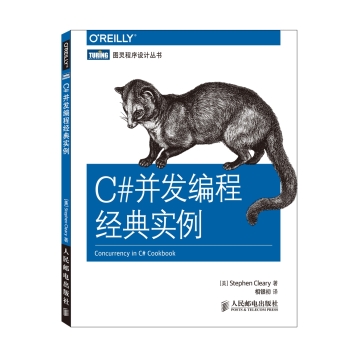 O'REILLY®
TURING 图灵程序设计丛书
C#并发编程
经典实例
Concurrency in C# Cookbook
[美] Stephen Cleary 著
相银初 译
人民邮电出版社
POSTS & TELECOM PRESS
O'REILLY®
C#并发编程经典实例
[美] Stephen Cleary 著
人民邮电出版社